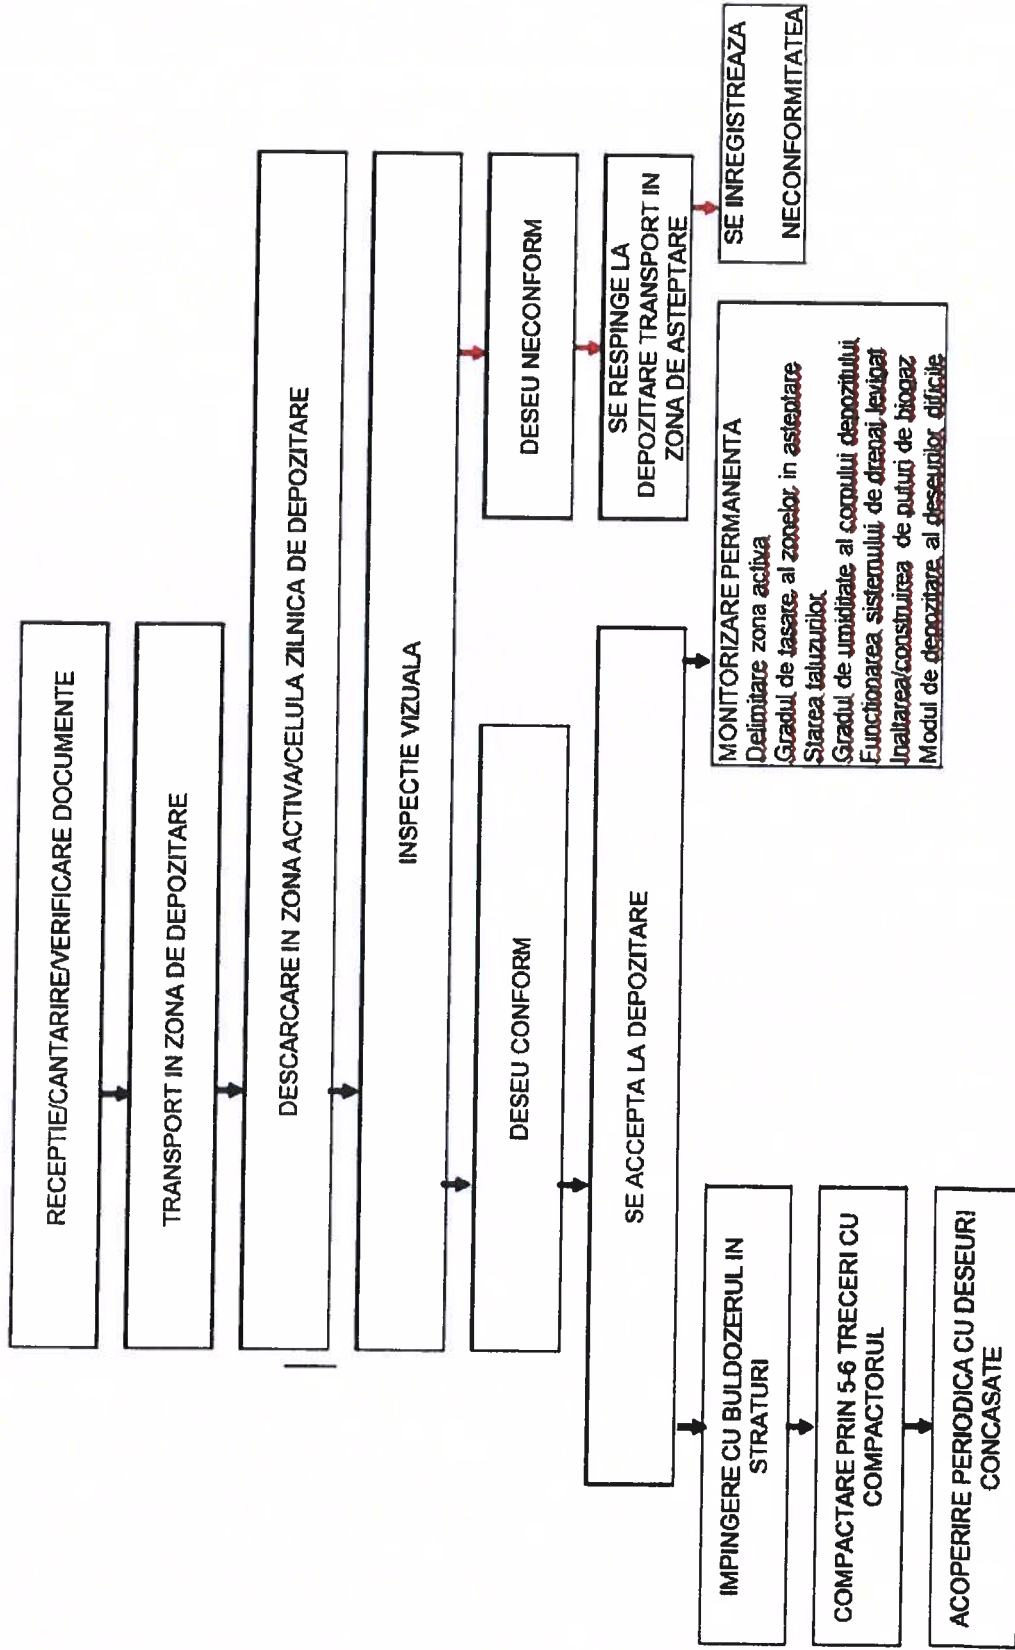 RECEPTIE/CANTARIRE/VERIFICARE DOCUMENTE
TRANSPORT IN ZONA DE DEPOZITARE
DESCARCARE IN ZONA ACTIVA/CELULA ZILNICA DE DEPOZITARE
INSPECTIE VIZUALA
DESEU CONFORM
DESEU NECONFORM
SE ACCEPTA LA DEPOZITARE
SE RESPINGE LA
DEPOZITARE TRANSPORT IN
ZONA DE ASTEPTARE
IMPINGERE CU BULDOZERUL IN
STRATURI
COMPACTARE PRIN 5-6 TRECERI CU
COMPACTORUL
ACOPERIRE PERIODICA CU DESEURI
CONCASATE
MONITORIZARE PERMANENTA
Delimitare zona activa
Gradul de tasare al zonelor in asteptare
Starea taluzurilor
Gradul de umiditate al corpului depozitului
Functionarea sistemului de drenaj levigat
Inaltarea/construirea de puturi de biogaz
Modul de depozitare al deseurilor dificile
SE INREGISTREAZA
NECONFORMITATEA